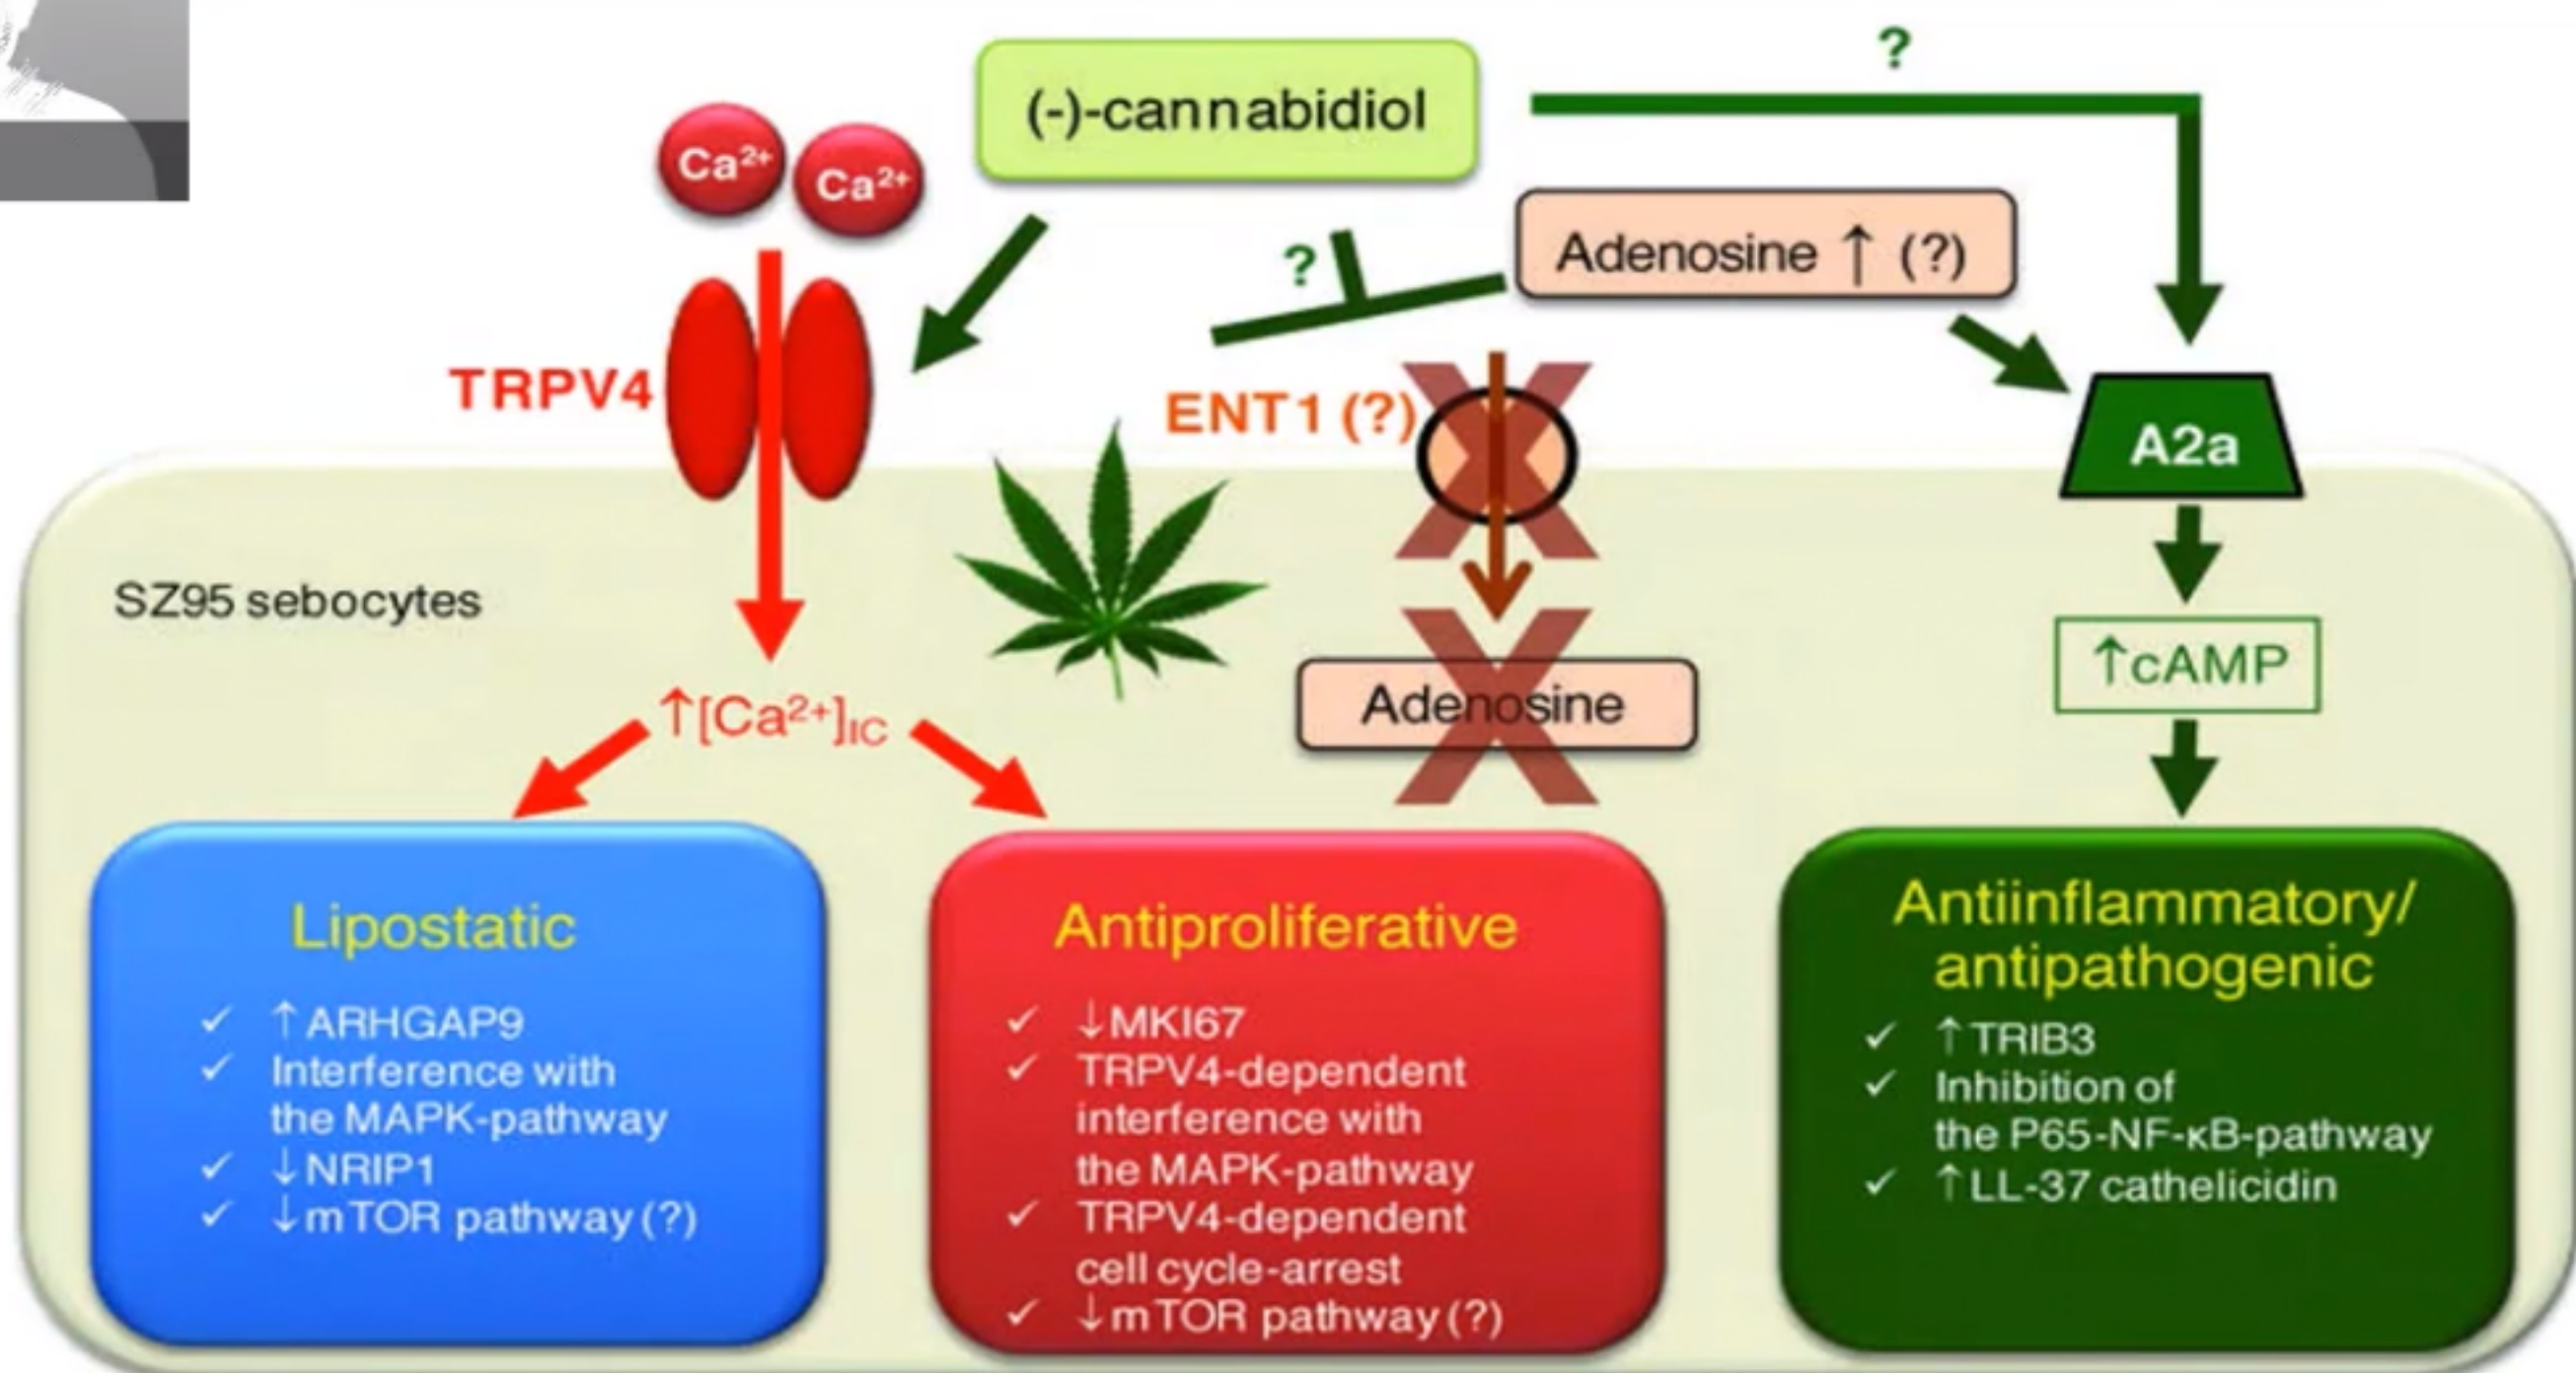 ?
(-)-cannabidiol
Ca²⁺
Ca²⁺
?
Adenosine ↑ (?)
TRPV4
ENT1 (?)
A2a
SZ95 sebocytes
↑cAMP
↑[Ca²⁺]IC
Adenosine
Lipostatic
✓ ↑ARHGAP9
✓ Interference with
the MAPK-pathway
✓ ↓NRIP1
✓ ↓mTOR pathway (?)
Antiproliferative
✓ ↓MKI67
✓ TRPV4-dependent
interference with
the MAPK-pathway
✓ TRPV4-dependent
cell cycle-arrest
✓ ↓mTOR pathway (?)
Antiinflammatory/
antipathogenic
✓ ↑TRIB3
✓ Inhibition of
the P65-NF-κB-pathway
✓ ↑LL-37 cathelicidin